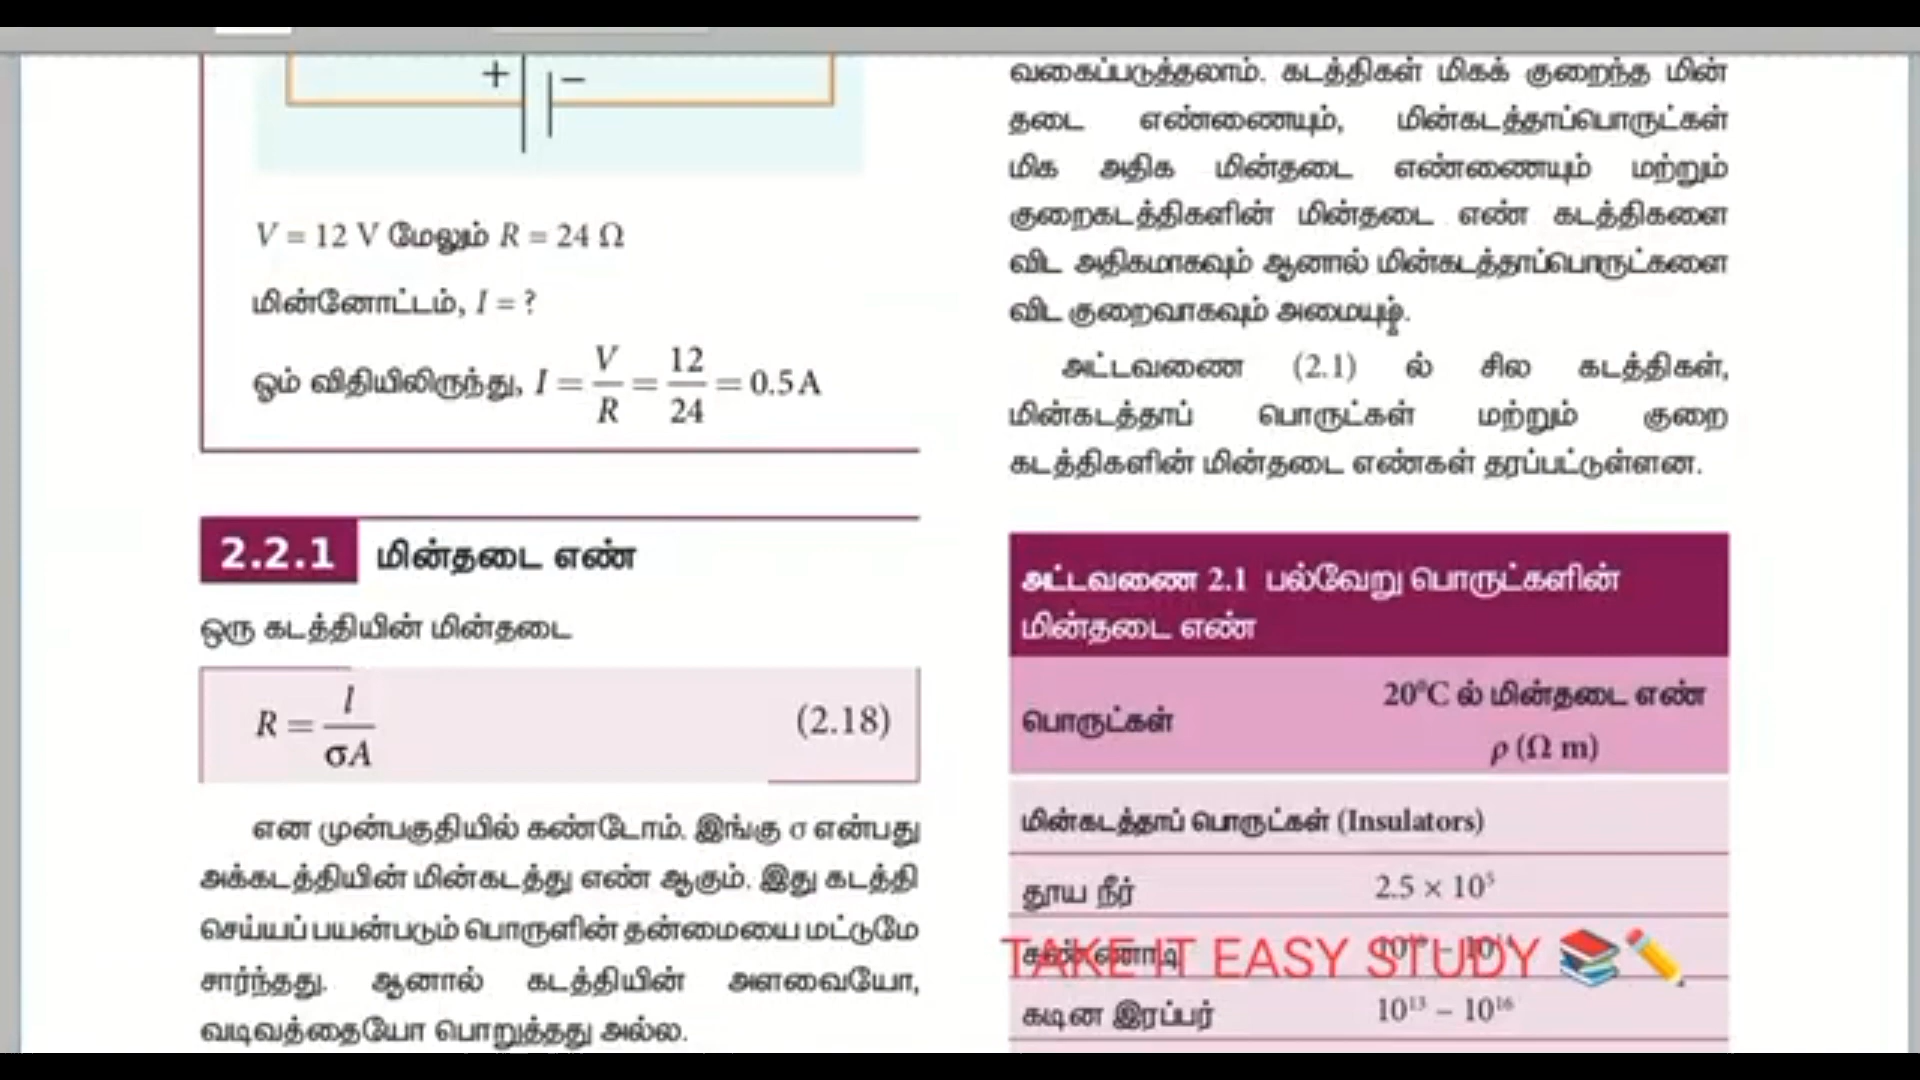 + −
V = 12 V மேலும் R = 24 Ω
மின்னோட்டம், I = ?
ஓம் விதியிலிருந்து, I = V/R = 12/24 = 0.5 A
2.2.1 மின்தடை எண்
ஒரு கடத்தியின் மின்தடை
R = l/σA (2.18)
என முன்பகுதியில் கண்டோம். இங்கு σ என்பது
அக்கடத்தியின் மின்கடத்து எண் ஆகும். இது கடத்தி
செய்யப் பயன்படும் பொருளின் தன்மையை மட்டுமே
சார்ந்தது. ஆனால் கடத்தியின் அளவையோ,
வடிவத்தையோ பொறுத்தது அல்ல.
வகைப்படுத்தலாம். கடத்திகள் மிகக் குறைந்த மின்
தடை எண்ணையும், மின்கடத்தாப்பொருட்கள்
மிக அதிக மின்தடை எண்ணையும் மற்றும்
குறைகடத்திகளின் மின்தடை எண் கடத்திகளை
விட அதிகமாகவும் ஆனால் மின்கடத்தாப்பொருட்களை
விட குறைவாகவும் அமையும்.
அட்டவணை (2.1) ல் சில கடத்திகள்,
மின்கடத்தாப் பொருட்கள் மற்றும் குறை
கடத்திகளின் மின்தடை எண்கள் தரப்பட்டுள்ளன.
அட்டவணை 2.1 பல்வேறு பொருட்களின்
மின்தடை எண்
பொருட்கள் 20⁰C ல் மின்தடை எண்
ρ (Ω m)
மின்கடத்தாப் பொருட்கள் (Insulators)
தூய நீர் 2.5 × 10⁵
கண்ணாடி
TAKE IT EASY STUDY
கடின இரப்பர் 10¹³ – 10¹⁶